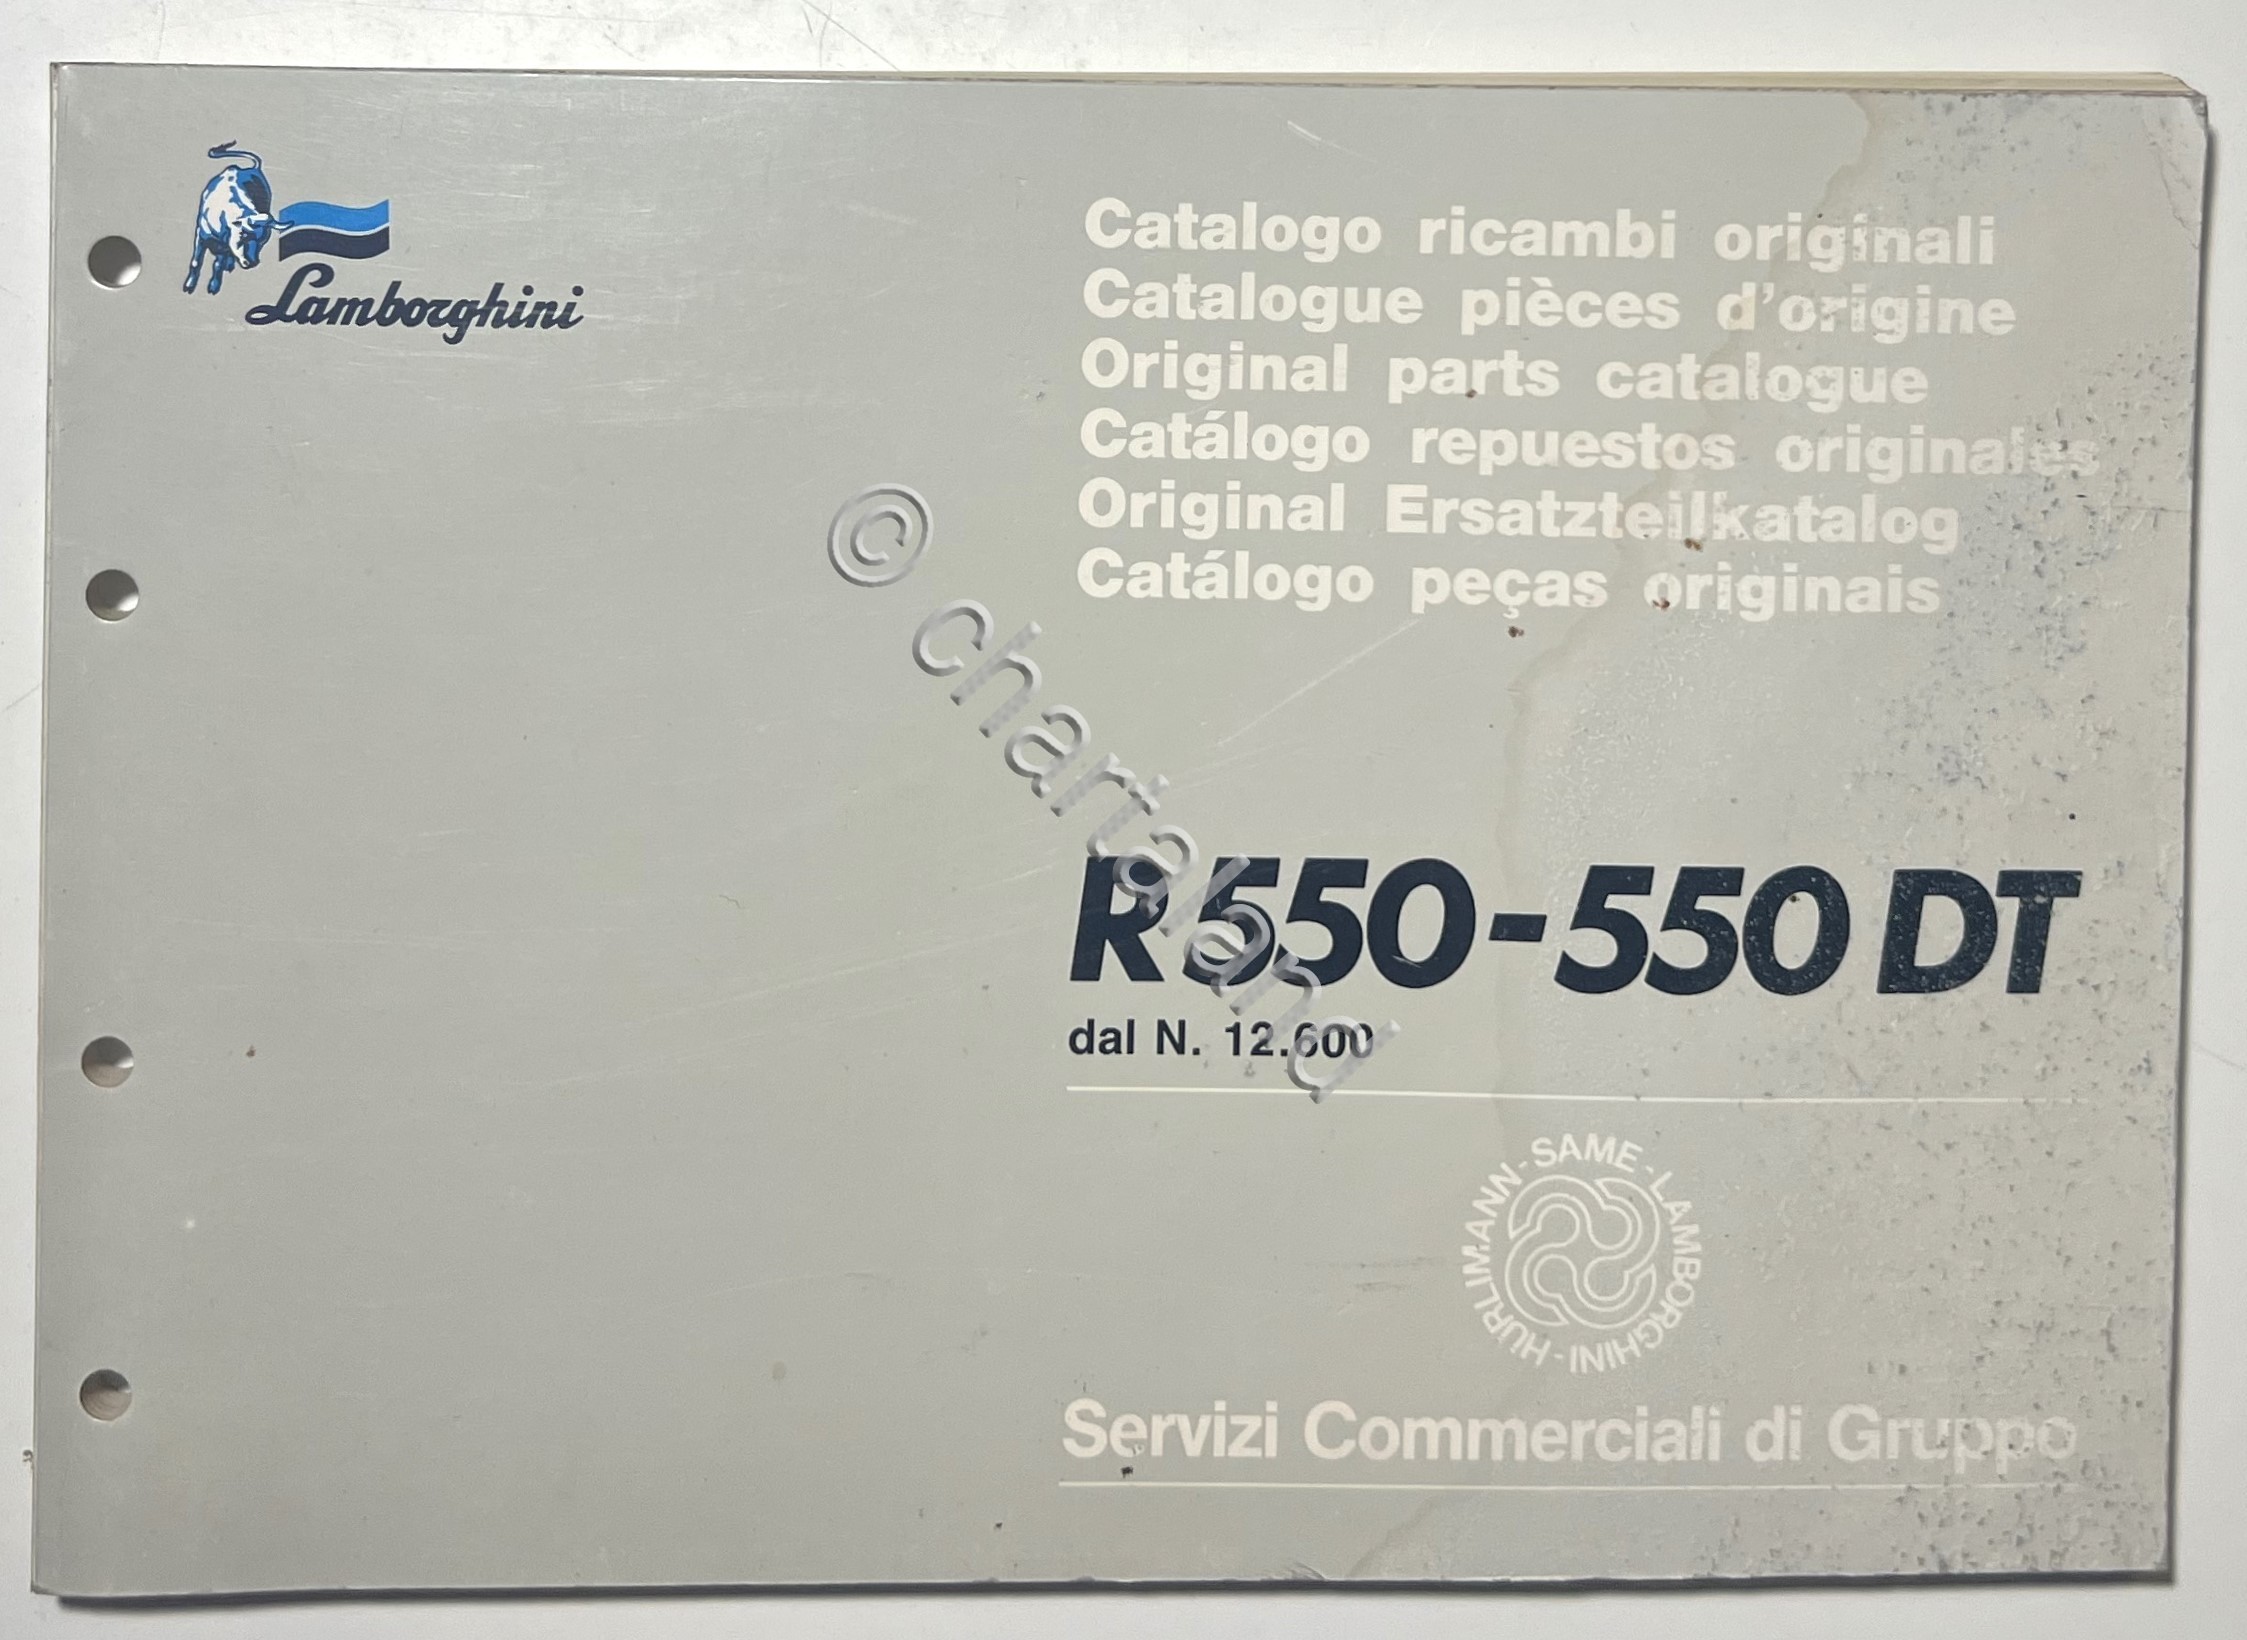 Lamborghini
Catalogo ricambi originali
Catalogue pièces d'origine
Original parts catalogue
Catálogo repuestos originales
Original Ersatzteilkatalog
Catálogo peças originais
© chartaland
R 550-550 DT
dal N. 12.600
SAME-LAMBORGHINI-HÜRLIMANN-
Servizi Commerciali di Gruppo